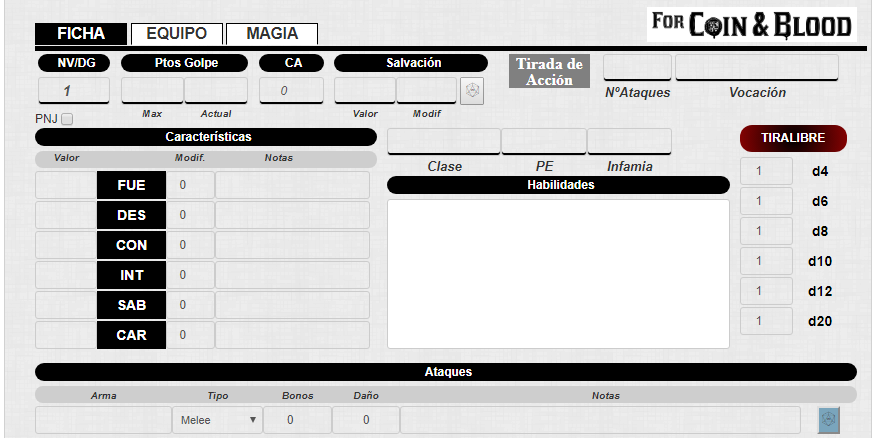 FICHA EQUIPO MAGIA
FOR COIN & BLOOD
NV/DG Ptos Golpe CA Salvación Tirada de Acción
1 0
NºAtaques Vocación
PNJ Max Actual Valor Modif
Características TIRALIBRE
Valor Modif. Notas Clase PE Infamia
Habilidades
FUE 0 1 d4
DES 0 1 d6
CON 0 1 d8
INT 0 1 d10
SAB 0 1 d12
CAR 0 1 d20
Ataques
Arma Tipo Bonos Daño Notas
Melee 0 0